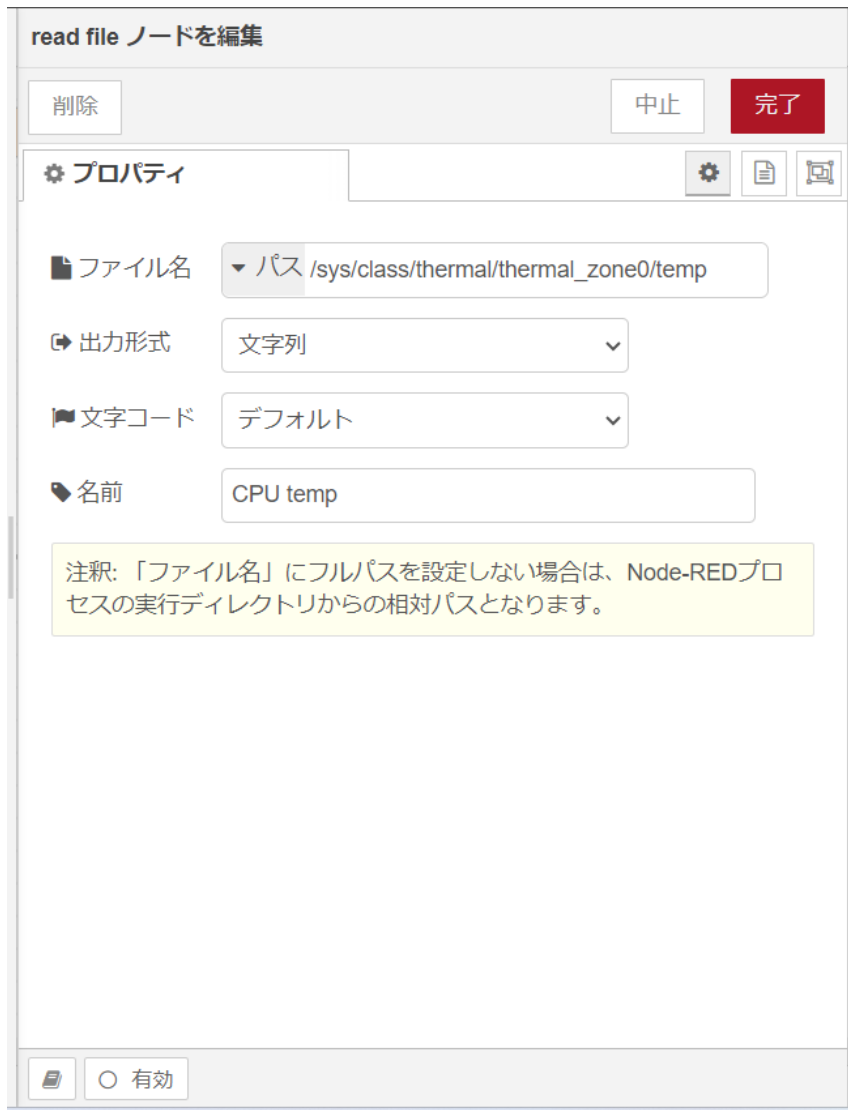 read file ノードを編集
削除
中止
完了
プロパティ
ファイル名
パス /sys/class/thermal/thermal_zone0/temp
出力形式
文字列
文字コード
デフォルト
名前
CPU temp
注釈: 「ファイル名」にフルパスを設定しない場合は、Node-REDプロ
セスの実行ディレクトリからの相対パスとなります。
有効